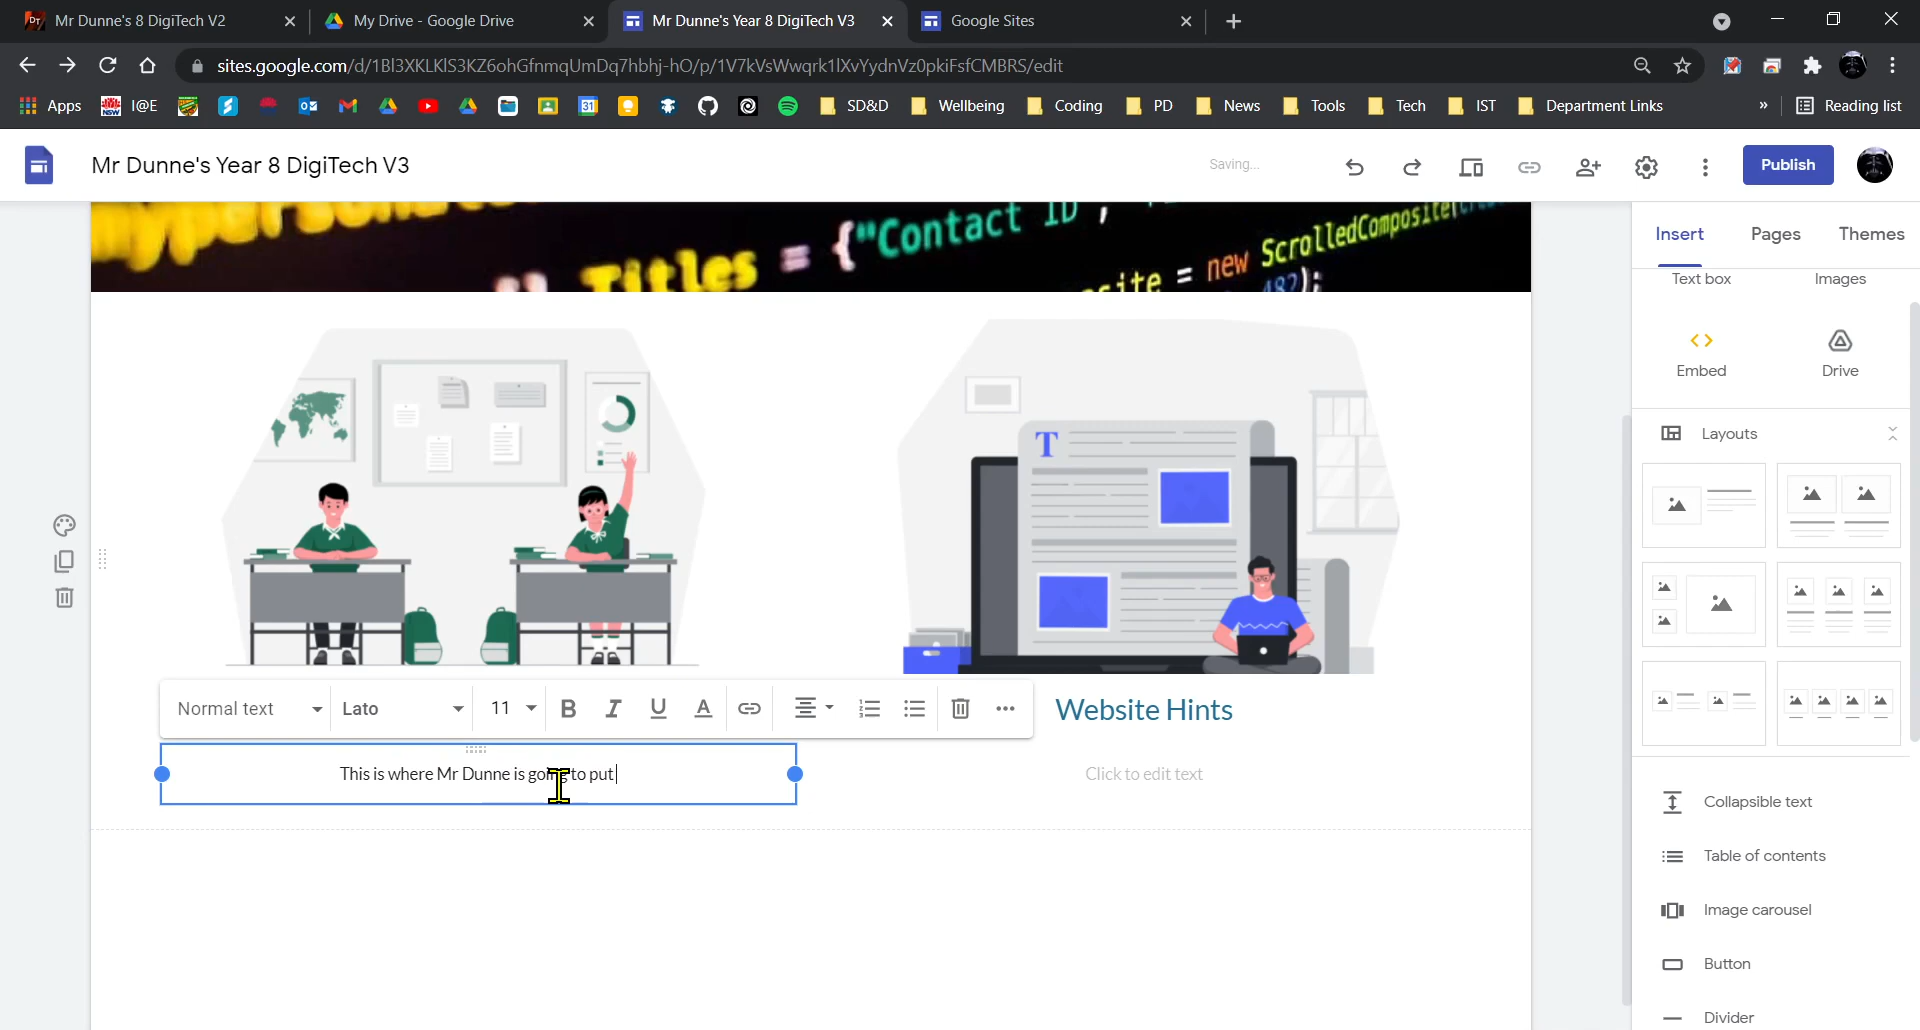 Mr Dunne's 8 DigiTech V2
My Drive - Google Drive
Mr Dunne's Year 8 DigiTech V3
Google Sites
sites.google.com/d/1Bl3XKLKlS3KZ6ohGfnmqUmDq7hbhj-hO/p/1V7kVsWwqrk1lXvYydnVz0pkiFsfCMBRS/edit
Apps
I@E
SD&D
Wellbeing
Coding
PD
News
Tools
Tech
IST
Department Links
»
Reading list
Mr Dunne's Year 8 DigiTech V3
Saving...
Publish
Titles = {"Contact ID",
ScrolledComposite(
site = new
482);
Insert
Pages
Themes
Text box
Images
Embed
Drive
Layouts
T
Normal text
Lato
11
B
I
U
A
Website Hints
This is where Mr Dunne is going to put
Click to edit text
Collapsible text
Table of contents
Image carousel
Button
Divider